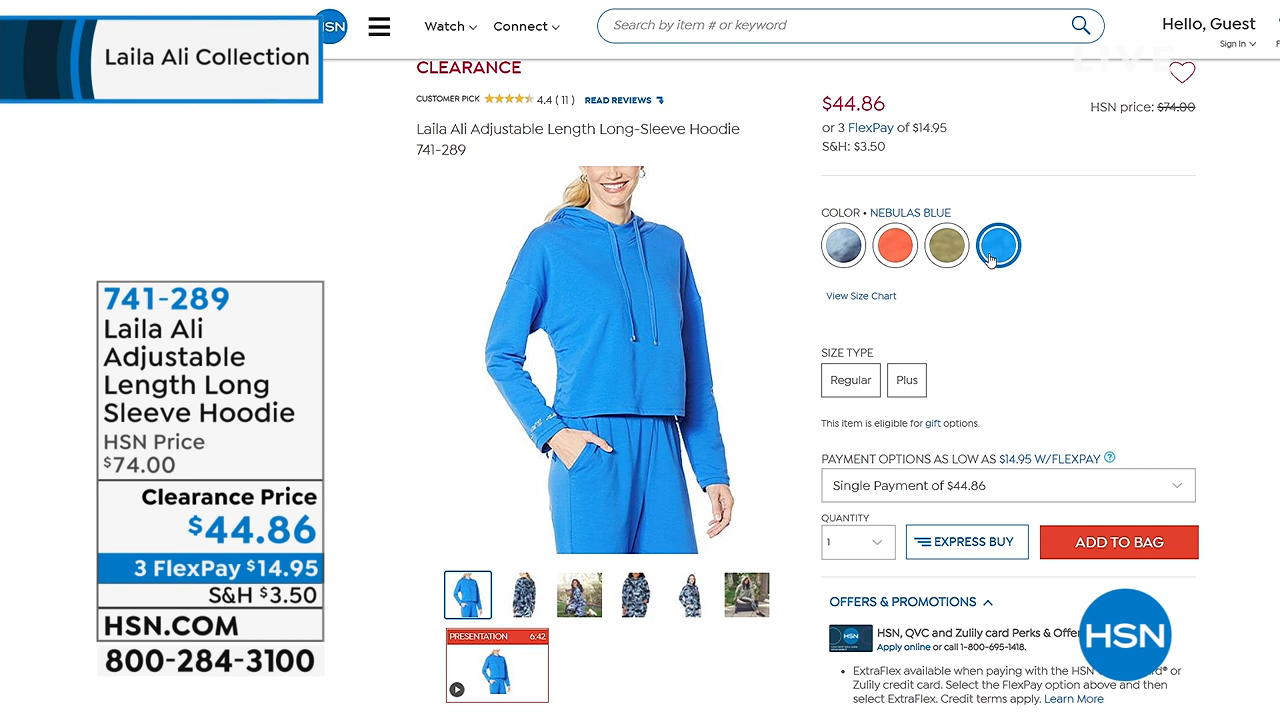 Laila Ali Collection
HSN
Watch
Connect
Search by item # or keyword
Hello, Guest
Sign In
LIVE
CLEARANCE
CUSTOMER PICK 4.4 ( 11 ) READ REVIEWS
Laila Ali Adjustable Length Long-Sleeve Hoodie
741-289
$44.86
HSN price: $74.00
or 3 FlexPay of $14.95
S&H: $3.50
COLOR • NEBULAS BLUE
View Size Chart
SIZE TYPE
Regular
Plus
This item is eligible for gift options.
PAYMENT OPTIONS AS LOW AS $14.95 W/FLEXPAY ?
Single Payment of $44.86
QUANTITY
1
EXPRESS BUY
ADD TO BAG
OFFERS & PROMOTIONS
HSN
HSN, QVC and Zulily card Perks & Offe
Apply online or call 1-800-695-1418.
• ExtraFlex available when paying with the HSN or
Zulily credit card. Select the FlexPay option above and then
select ExtraFlex. Credit terms apply. Learn More
PRESENTATION 6:42
741-289
Laila Ali
Adjustable
Length Long
Sleeve Hoodie
HSN Price
$74.00
Clearance Price
$44.86
3 FlexPay $14.95
S&H $3.50
HSN.COM
800-284-3100
HSN